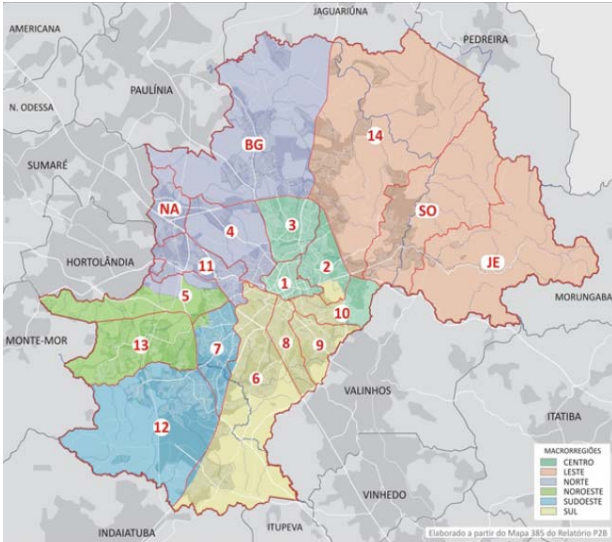 JAGUARIÚNA
AMERICANA
PEDREIRA
PAULÍNIA
N. ODESSA
BG
14
SUMARÉ
NA
SO
3
4
HORTOLÂNDIA
11
2
JE
1
5
MORUNGABA
10
MONTE-MOR
13
7
8
9
6
VALINHOS
ITATIBA
12
MACRORREGIÕES
CENTRO
LESTE
NORTE
NOROESTE
SUDOESTE
SUL
VINHEDO
ITUPEVA
INDAIATUBA
Elaborado a partir do Mapa 385 do Relatório P2B